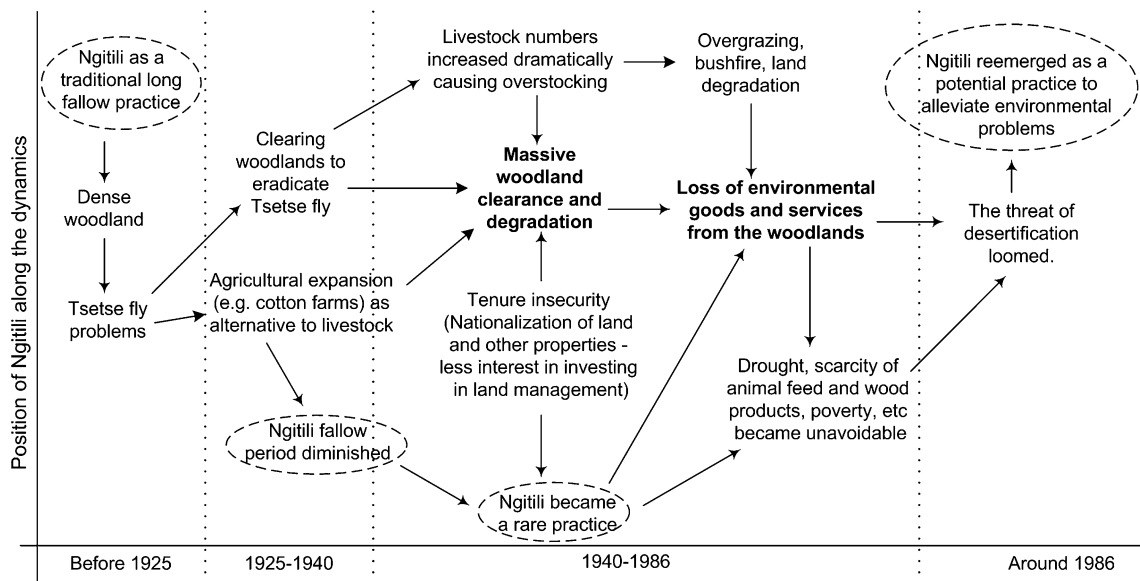 Position of Ngitili along the dynamics
Ngitili as a
traditional long
fallow practice
Dense
woodland
Tsetse fly
problems
Clearing
woodlands to
eradicate
Tsetse fly
Agricultural expansion
(e.g. cotton farms) as
alternative to livestock
Ngitili fallow
period diminished
Livestock numbers
increased dramatically
causing overstocking
Massive
woodland
clearance and
degradation
Tenure insecurity
(Nationalization of land
and other properties -
less interest in investing
in land management)
Ngitili became
a rare practice
Overgrazing,
bushfire, land
degradation
Loss of environmental
goods and services
from the woodlands
Drought, scarcity of
animal feed and wood
products, poverty, etc
became unavoidable
Ngitili reemerged as a
potential practice to
alleviate environmental
problems
The threat of
desertification
loomed.
Before 1925
1925-1940
1940-1986
Around 1986